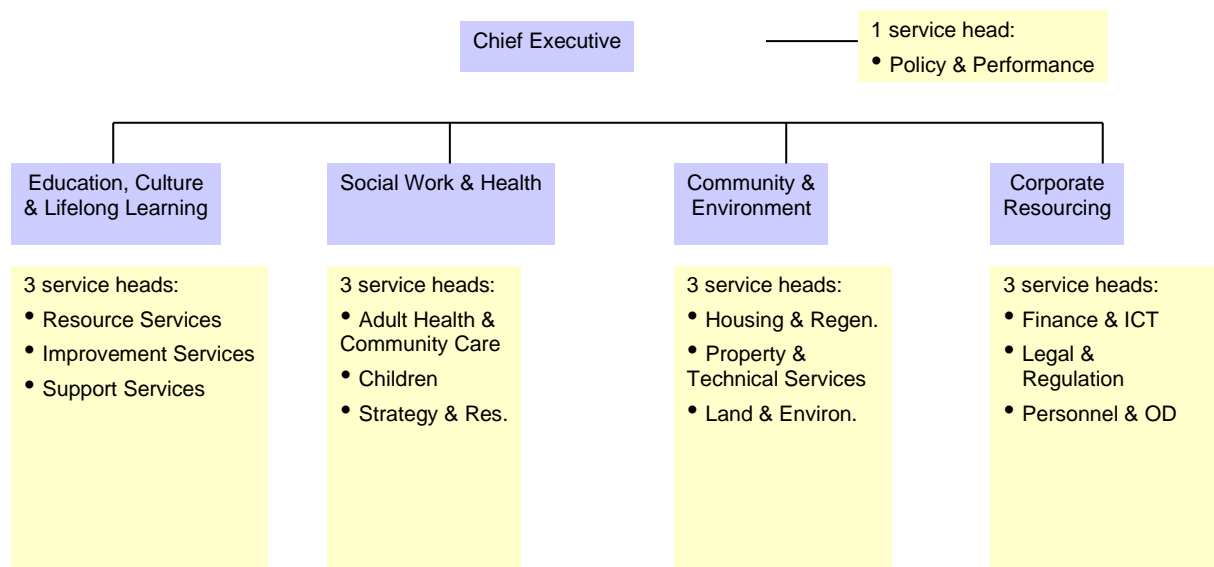 Chief Executive
1 service head:
• Policy & Performance
Education, Culture
& Lifelong Learning
Social Work & Health
Community &
Environment
Corporate
Resourcing
3 service heads:
• Resource Services
• Improvement Services
• Support Services
3 service heads:
• Adult Health &
Community Care
• Children
• Strategy & Res.
3 service heads:
• Housing & Regen.
• Property &
Technical Services
• Land & Environ.
3 service heads:
• Finance & ICT
• Legal &
Regulation
• Personnel & OD